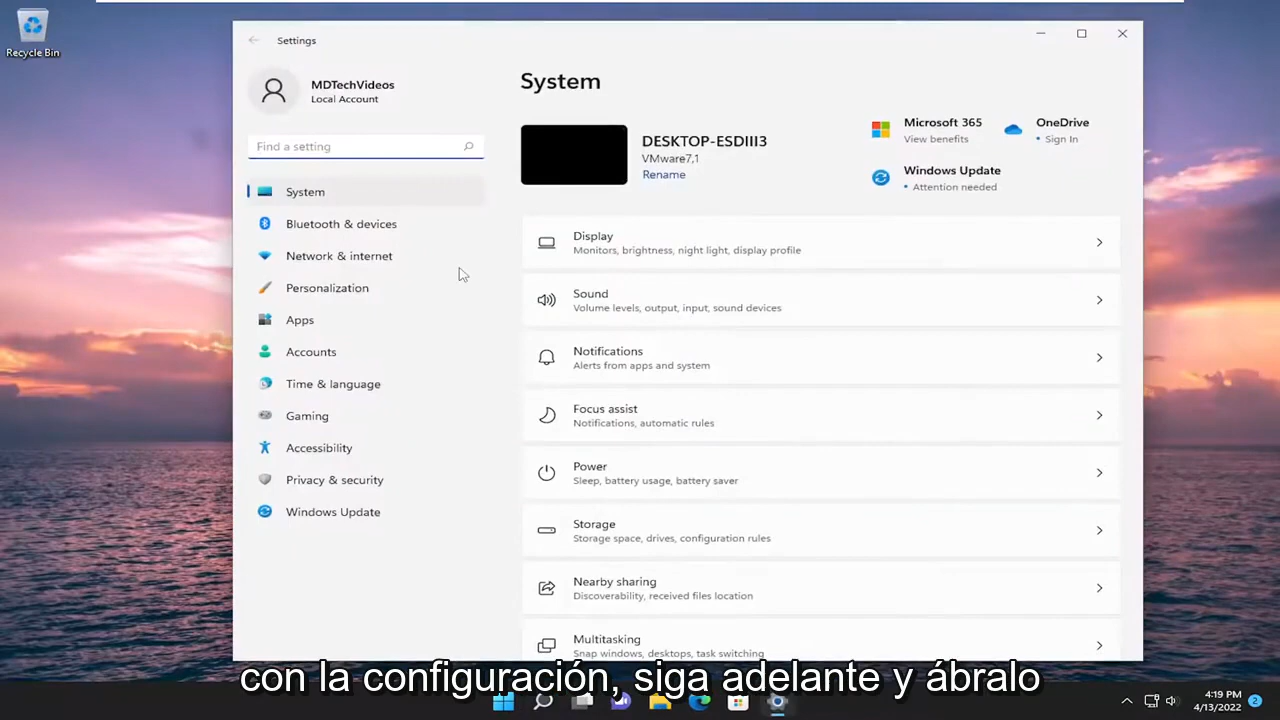 Recycle Bin
Settings
MDTechVideos
Local Account
Find a setting
System
Bluetooth & devices
Network & internet
Personalization
Apps
Accounts
Time & language
Gaming
Accessibility
Privacy & security
Windows Update
System
DESKTOP-ESDIII3
VMware7,1
Rename
Microsoft 365
View benefits
OneDrive
• Sign In
Windows Update
• Attention needed
Display
Monitors, brightness, night light, display profile
Sound
Volume levels, output, input, sound devices
Notifications
Alerts from apps and system
Focus assist
Notifications, automatic rules
Power
Sleep, battery usage, battery saver
Storage
Storage space, drives, configuration rules
Nearby sharing
Discoverability, received files location
Multitasking
Snap windows, desktops, task switching
con la configuración, siga adelante y ábralo
4:19 PM
4/13/2022
2